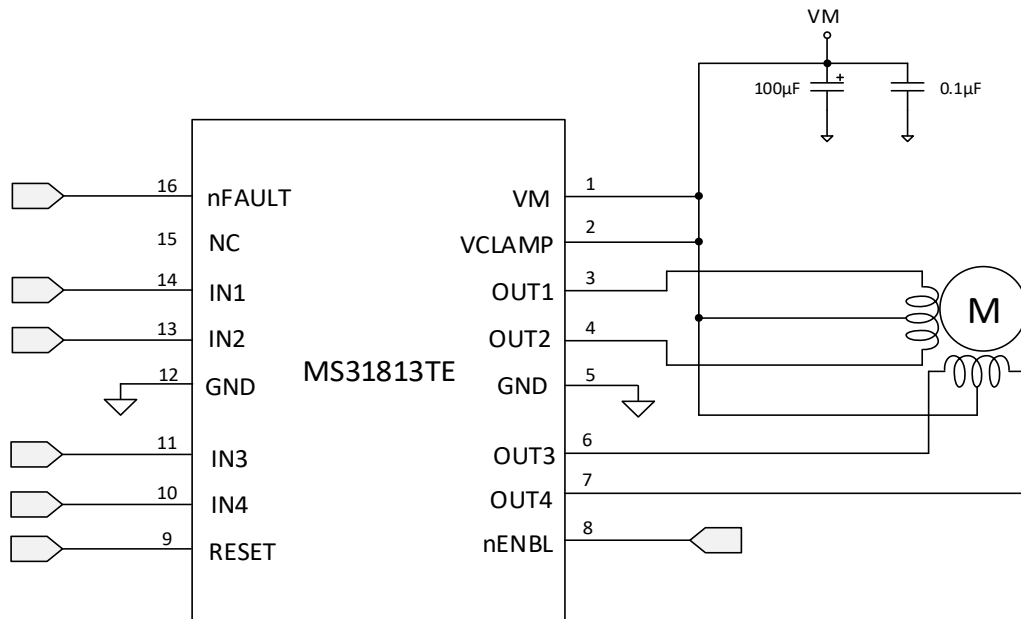 VM
100μF
+
0.1μF
16 nFAULT
15 NC
14 IN1
13 IN2
12 GND
11 IN3
10 IN4
9 RESET
MS31813TE
VM 1
VCLAMP 2
OUT1 3
OUT2 4
GND 5
OUT3 6
OUT4 7
nENBL 8
M